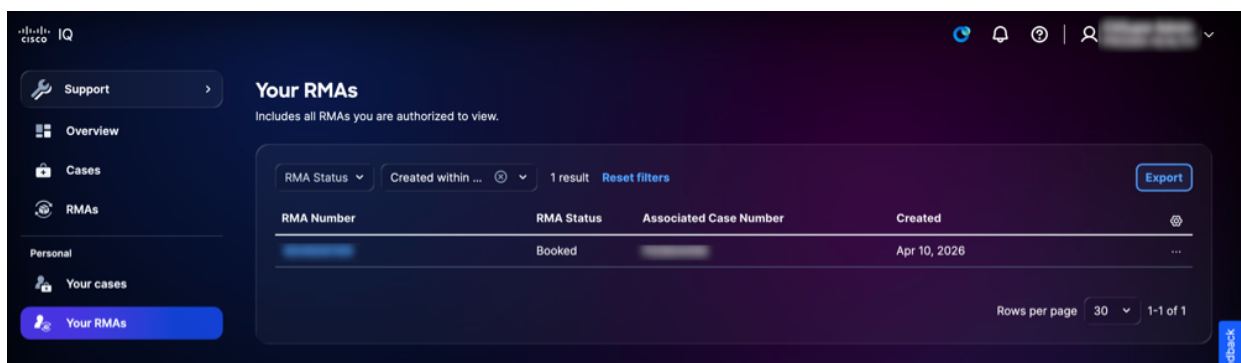 cisco IQ
Support
Overview
Cases
RMAs
Personal
Your cases
Your RMAs
Your RMAs
Includes all RMAs you are authorized to view.
RMA Status
Created within ...
1 result
Reset filters
Export
RMA Number
RMA Status
Associated Case Number
Created
Booked
Apr 10, 2026
...
Rows per page
30
1-1 of 1